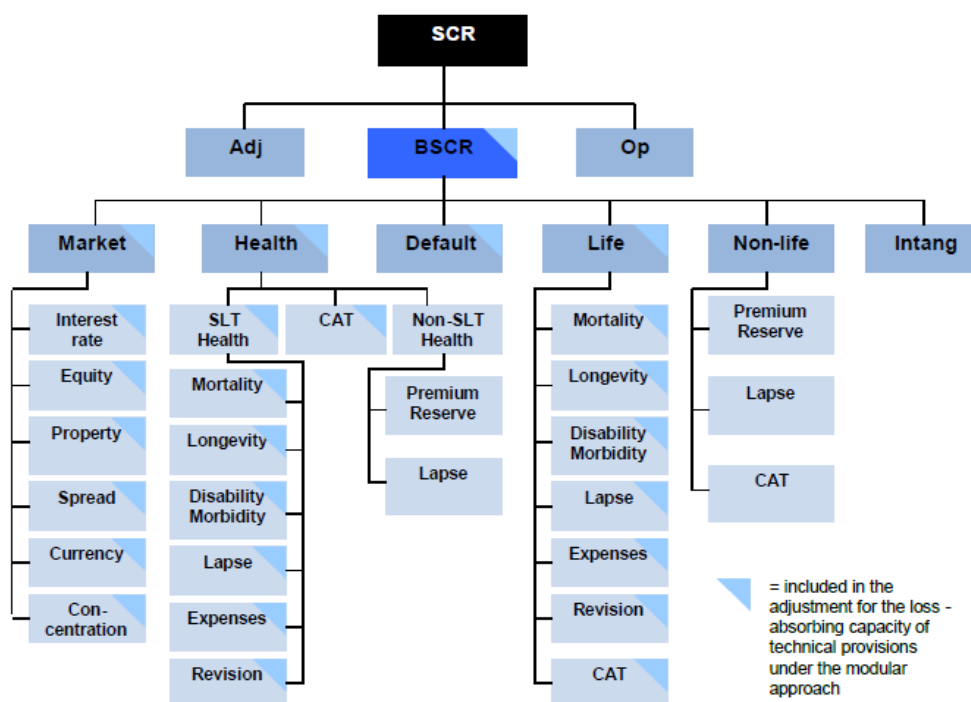 SCR
Adj
BSCR
Op
Market
Health
Default
Life
Non-life
Intang
Interest
rate
Equity
Property
Spread
Currency
Con-
centration
SLT
Health
CAT
Non-SLT
Health
Mortality
Longevity
Disability
Morbidity
Lapse
Expenses
Revision
Premium
Reserve
Lapse
Mortality
Longevity
Disability
Morbidity
Lapse
Expenses
Revision
CAT
Premium
Reserve
Lapse
CAT
= included in the
adjustment for the loss -
absorbing capacity of
technical provisions
under the modular
approach